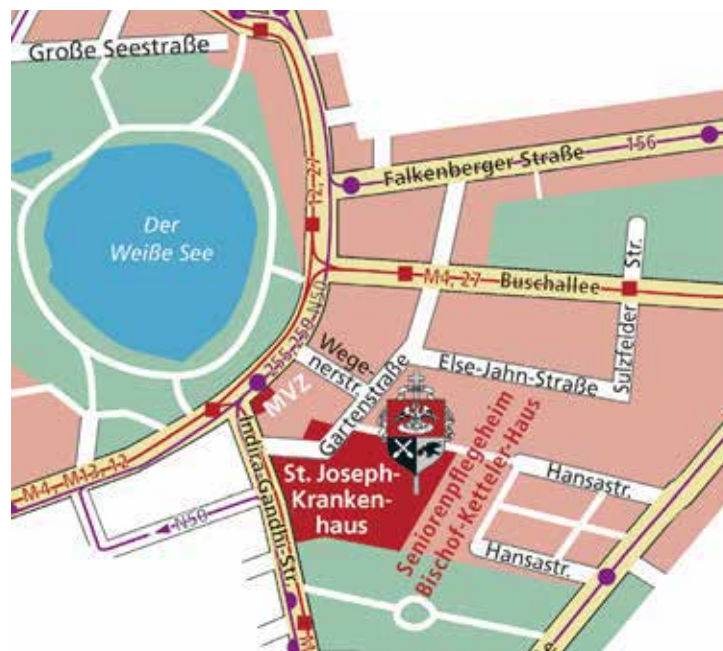 Große Seestraße
Falkenberger Straße
156
12, 27
Der
Weiße See
M4, 27
Buschallee
Sulzfelder Str.
256, 259, N50
Wege-
nerstr.
Else-Jahn-Straße
MVZ
Gartenstraße
M4, M13, 12
Indira-Gandhi-Str.
St. Joseph-
Kranken-
haus
Seniorenpflegeheim
Bischof-Ketteler-Haus
Hansastr.
N50
Hansastr.